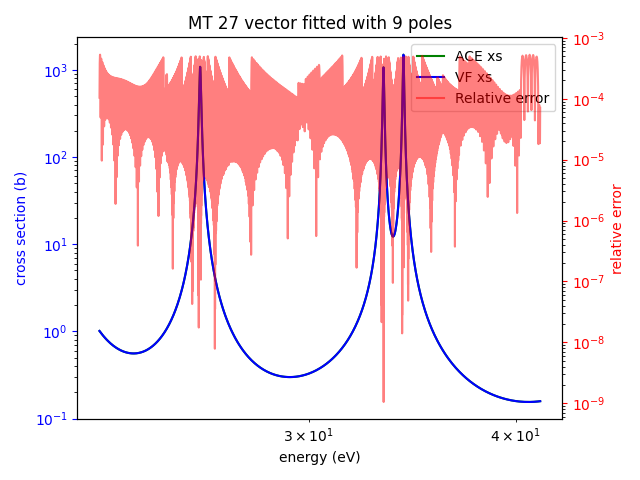 MT 27 vector fitted with 9 poles
ACE xs
VF xs
Relative error
cross section (b)
10³
10²
10¹
10⁰
10⁻¹
10⁻³
10⁻⁴
10⁻⁵
10⁻⁶
10⁻⁷
10⁻⁸
10⁻⁹
relative error
3 × 10¹
4 × 10¹
energy (eV)